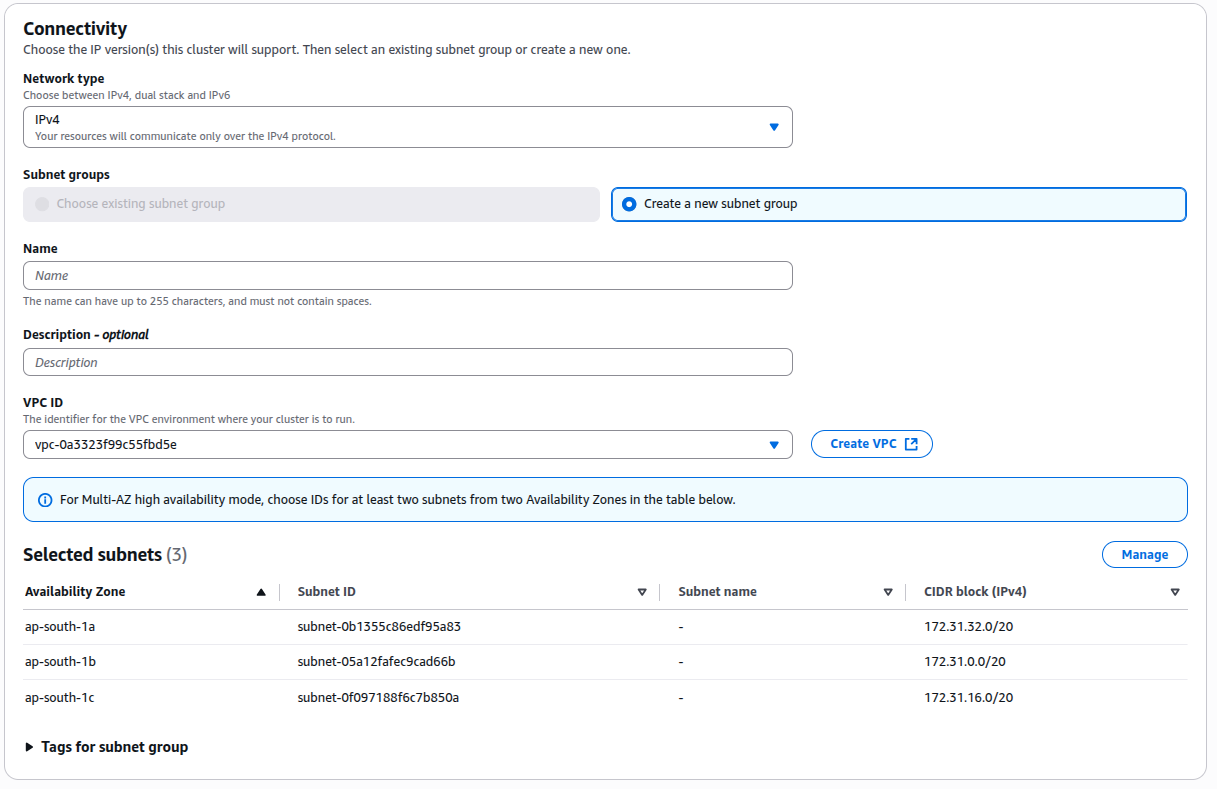 Connectivity
Choose the IP version(s) this cluster will support. Then select an existing subnet group or create a new one.
Network type
Choose between IPv4, dual stack and IPv6
IPv4
Your resources will communicate only over the IPv4 protocol.
Subnet groups
Choose existing subnet group
Create a new subnet group
Name
Name
The name can have up to 255 characters, and must not contain spaces.
Description – optional
Description
VPC ID
The identifier for the VPC environment where your cluster is to run.
vpc-0a3323f99c55fbd5e
Create VPC
For Multi-AZ high availability mode, choose IDs for at least two subnets from two Availability Zones in the table below.
Selected subnets (3)
Manage
Availability Zone Subnet ID Subnet name CIDR block (IPv4)
ap-south-1a subnet-0b1355c86edf95a83 - 172.31.32.0/20
ap-south-1b subnet-05a12fafec9cad66b - 172.31.0.0/20
ap-south-1c subnet-0f097188f6c7b850a - 172.31.16.0/20
Tags for subnet group